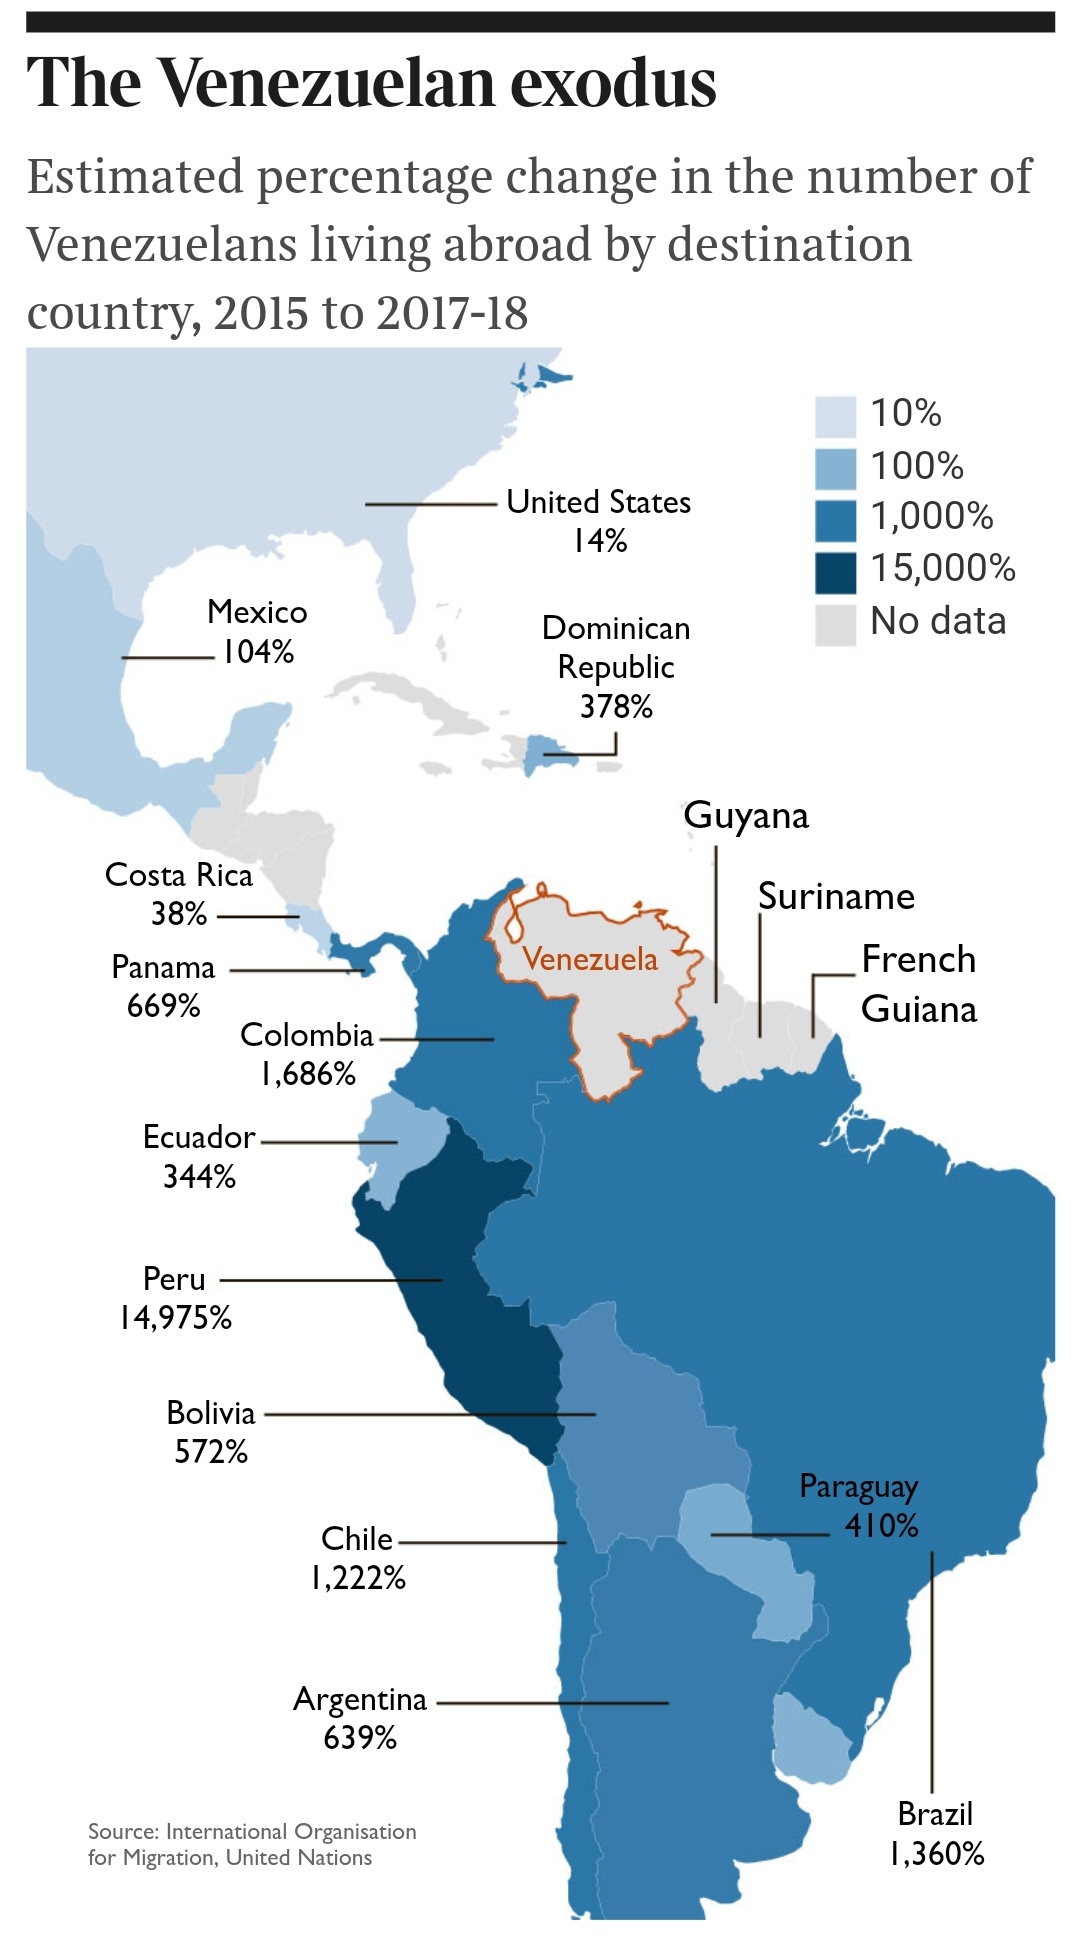 The Venezuelan exodus
Estimated percentage change in the number of
Venezuelans living abroad by destination
country, 2015 to 2017-18
10%
100%
1,000%
15,000%
No data
United States
14%
Mexico
104%
Dominican
Republic
378%
Guyana
Suriname
French
Guiana
Costa Rica
38%
Venezuela
Panama
669%
Colombia
1,686%
Ecuador
344%
Peru
14,975%
Bolivia
572%
Paraguay
410%
Chile
1,222%
Argentina
639%
Brazil
1,360%
Source: International Organisation
for Migration, United Nations